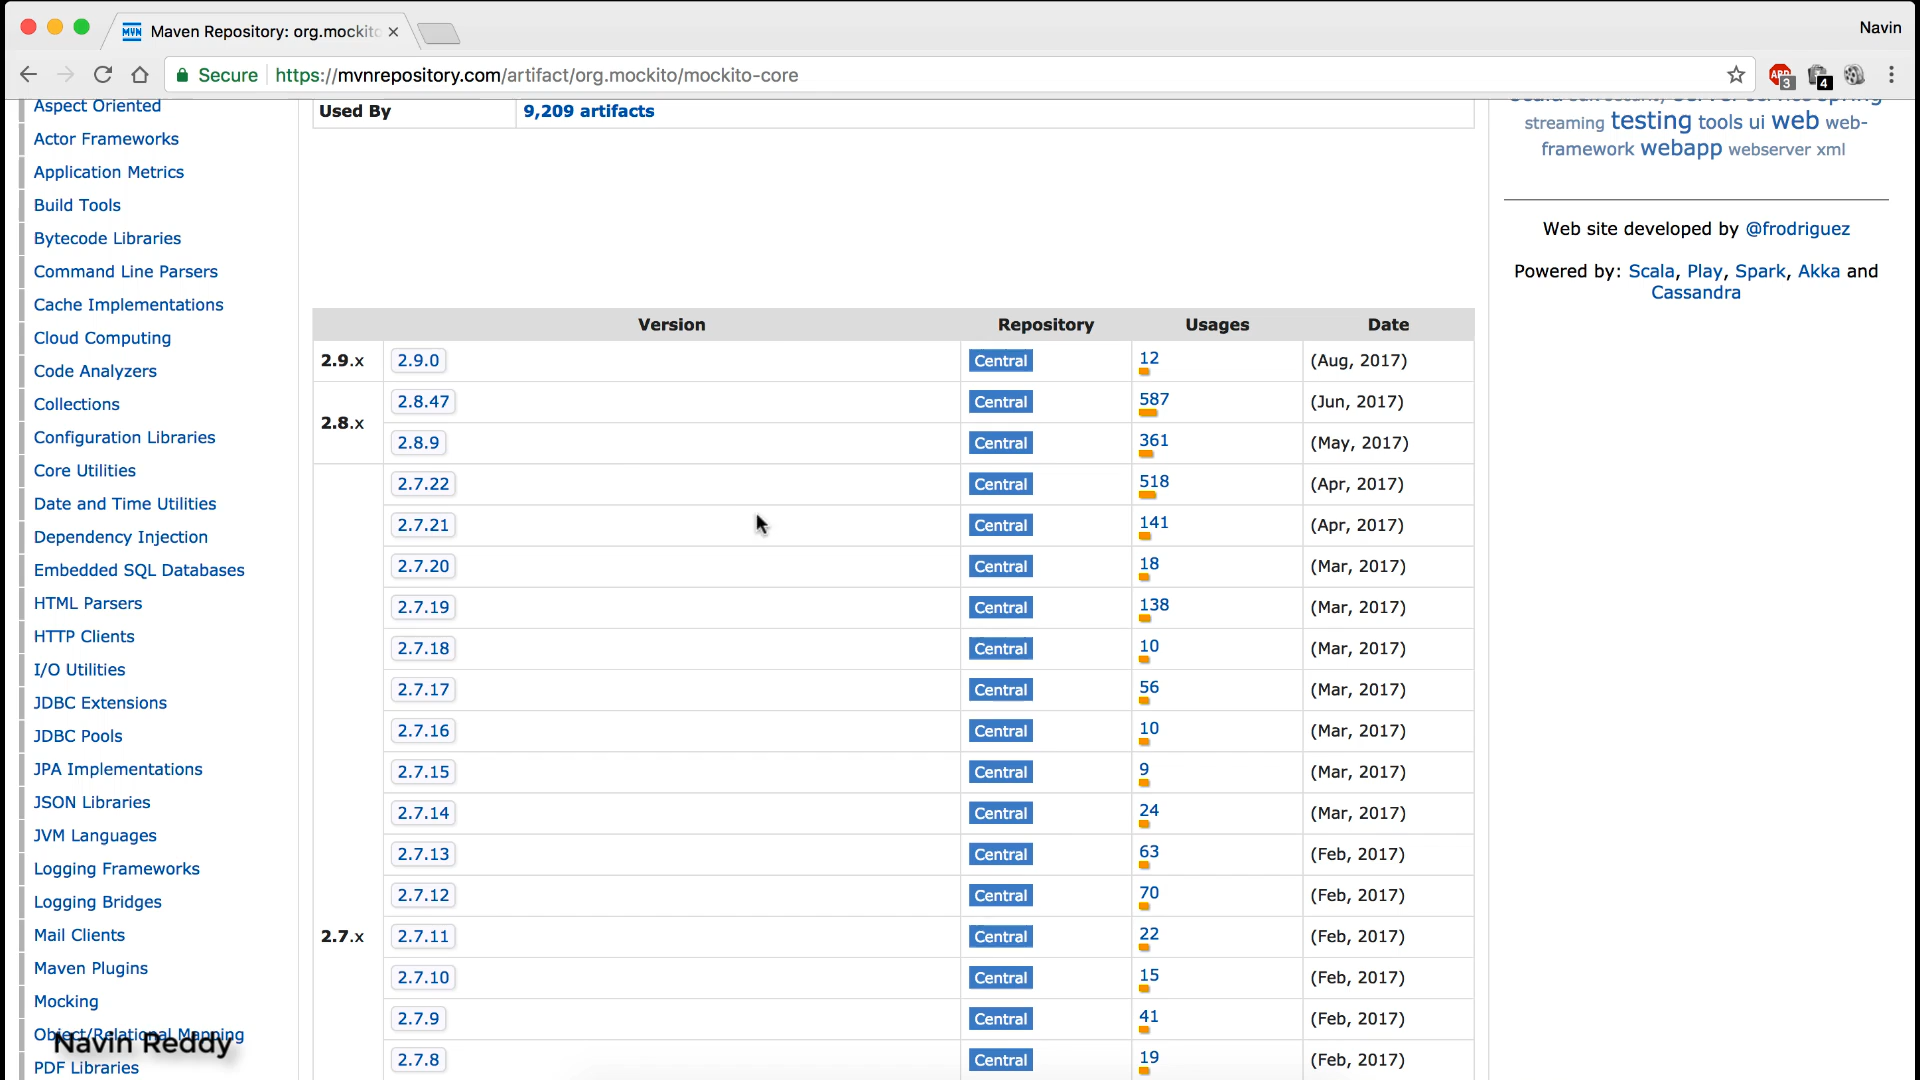 Maven Repository: org.mockito
Navin
Secure
https://mvnrepository.com/artifact/org.mockito/mockito-core
ABP
3
4
Aspect Oriented
Actor Frameworks
Application Metrics
Build Tools
Bytecode Libraries
Command Line Parsers
Cache Implementations
Cloud Computing
Code Analyzers
Collections
Configuration Libraries
Core Utilities
Date and Time Utilities
Dependency Injection
Embedded SQL Databases
HTML Parsers
HTTP Clients
I/O Utilities
JDBC Extensions
JDBC Pools
JPA Implementations
JSON Libraries
JVM Languages
Logging Frameworks
Logging Bridges
Mail Clients
Maven Plugins
Mocking
Object/Relational Mapping
PDF Libraries
Navin Reddy
Used By 9,209 artifacts
Version Repository Usages Date
2.9.x 2.9.0 Central 12 (Aug, 2017)
2.8.x
2.8.47 Central 587 (Jun, 2017)
2.8.9 Central 361 (May, 2017)
2.7.22 Central 518 (Apr, 2017)
2.7.21 Central 141 (Apr, 2017)
2.7.20 Central 18 (Mar, 2017)
2.7.19 Central 138 (Mar, 2017)
2.7.18 Central 10 (Mar, 2017)
2.7.17 Central 56 (Mar, 2017)
2.7.16 Central 10 (Mar, 2017)
2.7.15 Central 9 (Mar, 2017)
2.7.14 Central 24 (Mar, 2017)
2.7.13 Central 63 (Feb, 2017)
2.7.12 Central 70 (Feb, 2017)
2.7.x 2.7.11 Central 22 (Feb, 2017)
2.7.10 Central 15 (Feb, 2017)
2.7.9 Central 41 (Feb, 2017)
2.7.8 Central 19 (Feb, 2017)
streaming testing tools ui web web-
framework webapp webserver xml
Web site developed by @frodriguez
Powered by: Scala, Play, Spark, Akka and
Cassandra